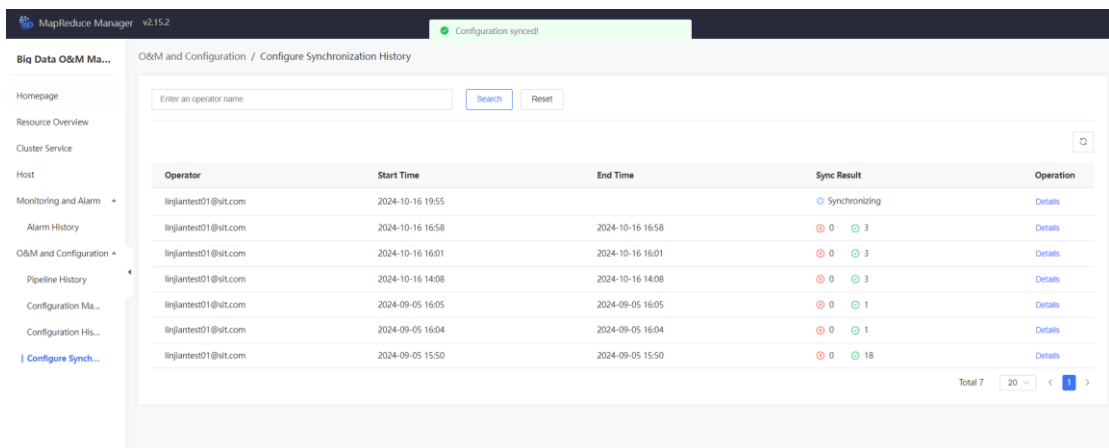 MapReduce Manager v2.15.2
Configuration synced!
Big Data O&M Ma...
O&M and Configuration / Configure Synchronization History
Homepage
Resource Overview
Cluster Service
Host
Monitoring and Alarm
Alarm History
O&M and Configuration
Pipeline History
Configuration Ma...
Configuration His...
Configure Synch...
Enter an operator name Search Reset
Operator Start Time End Time Sync Result Operation
linjiantest01@sit.com 2024-10-16 19:55 Synchronizing Details
linjiantest01@sit.com 2024-10-16 16:58 2024-10-16 16:58 0 3 Details
linjiantest01@sit.com 2024-10-16 16:01 2024-10-16 16:01 0 3 Details
linjiantest01@sit.com 2024-10-16 14:08 2024-10-16 14:08 0 3 Details
linjiantest01@sit.com 2024-09-05 16:05 2024-09-05 16:05 0 1 Details
linjiantest01@sit.com 2024-09-05 16:04 2024-09-05 16:04 0 1 Details
linjiantest01@sit.com 2024-09-05 15:50 2024-09-05 15:50 0 18 Details
Total 7 20 < 1 >